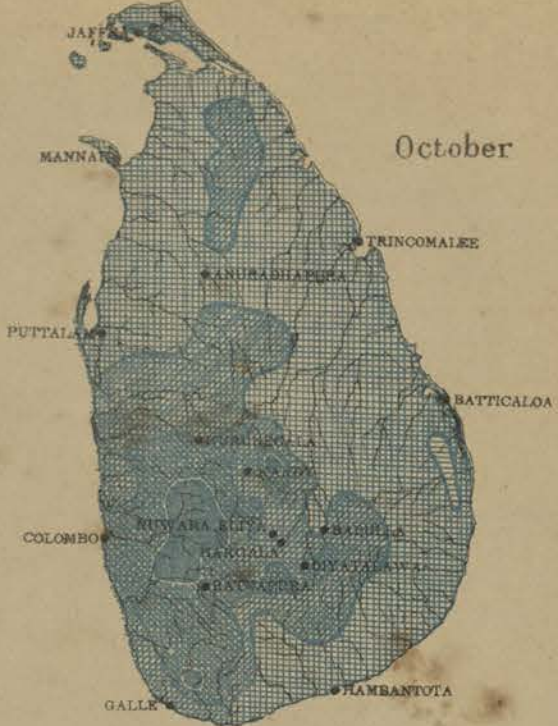 JAFFNA
October
MANNAR
TRINCOMALEE
ANURADHAPURA
PUTTALAM
BATTICALOA
KURUNEGALA
KANDY
NUWARA ELIYA
BADULLA
COLOMBO
HAKGALA
DIYATALAWA
RATNAPURA
HAMBANTOTA
GALLE